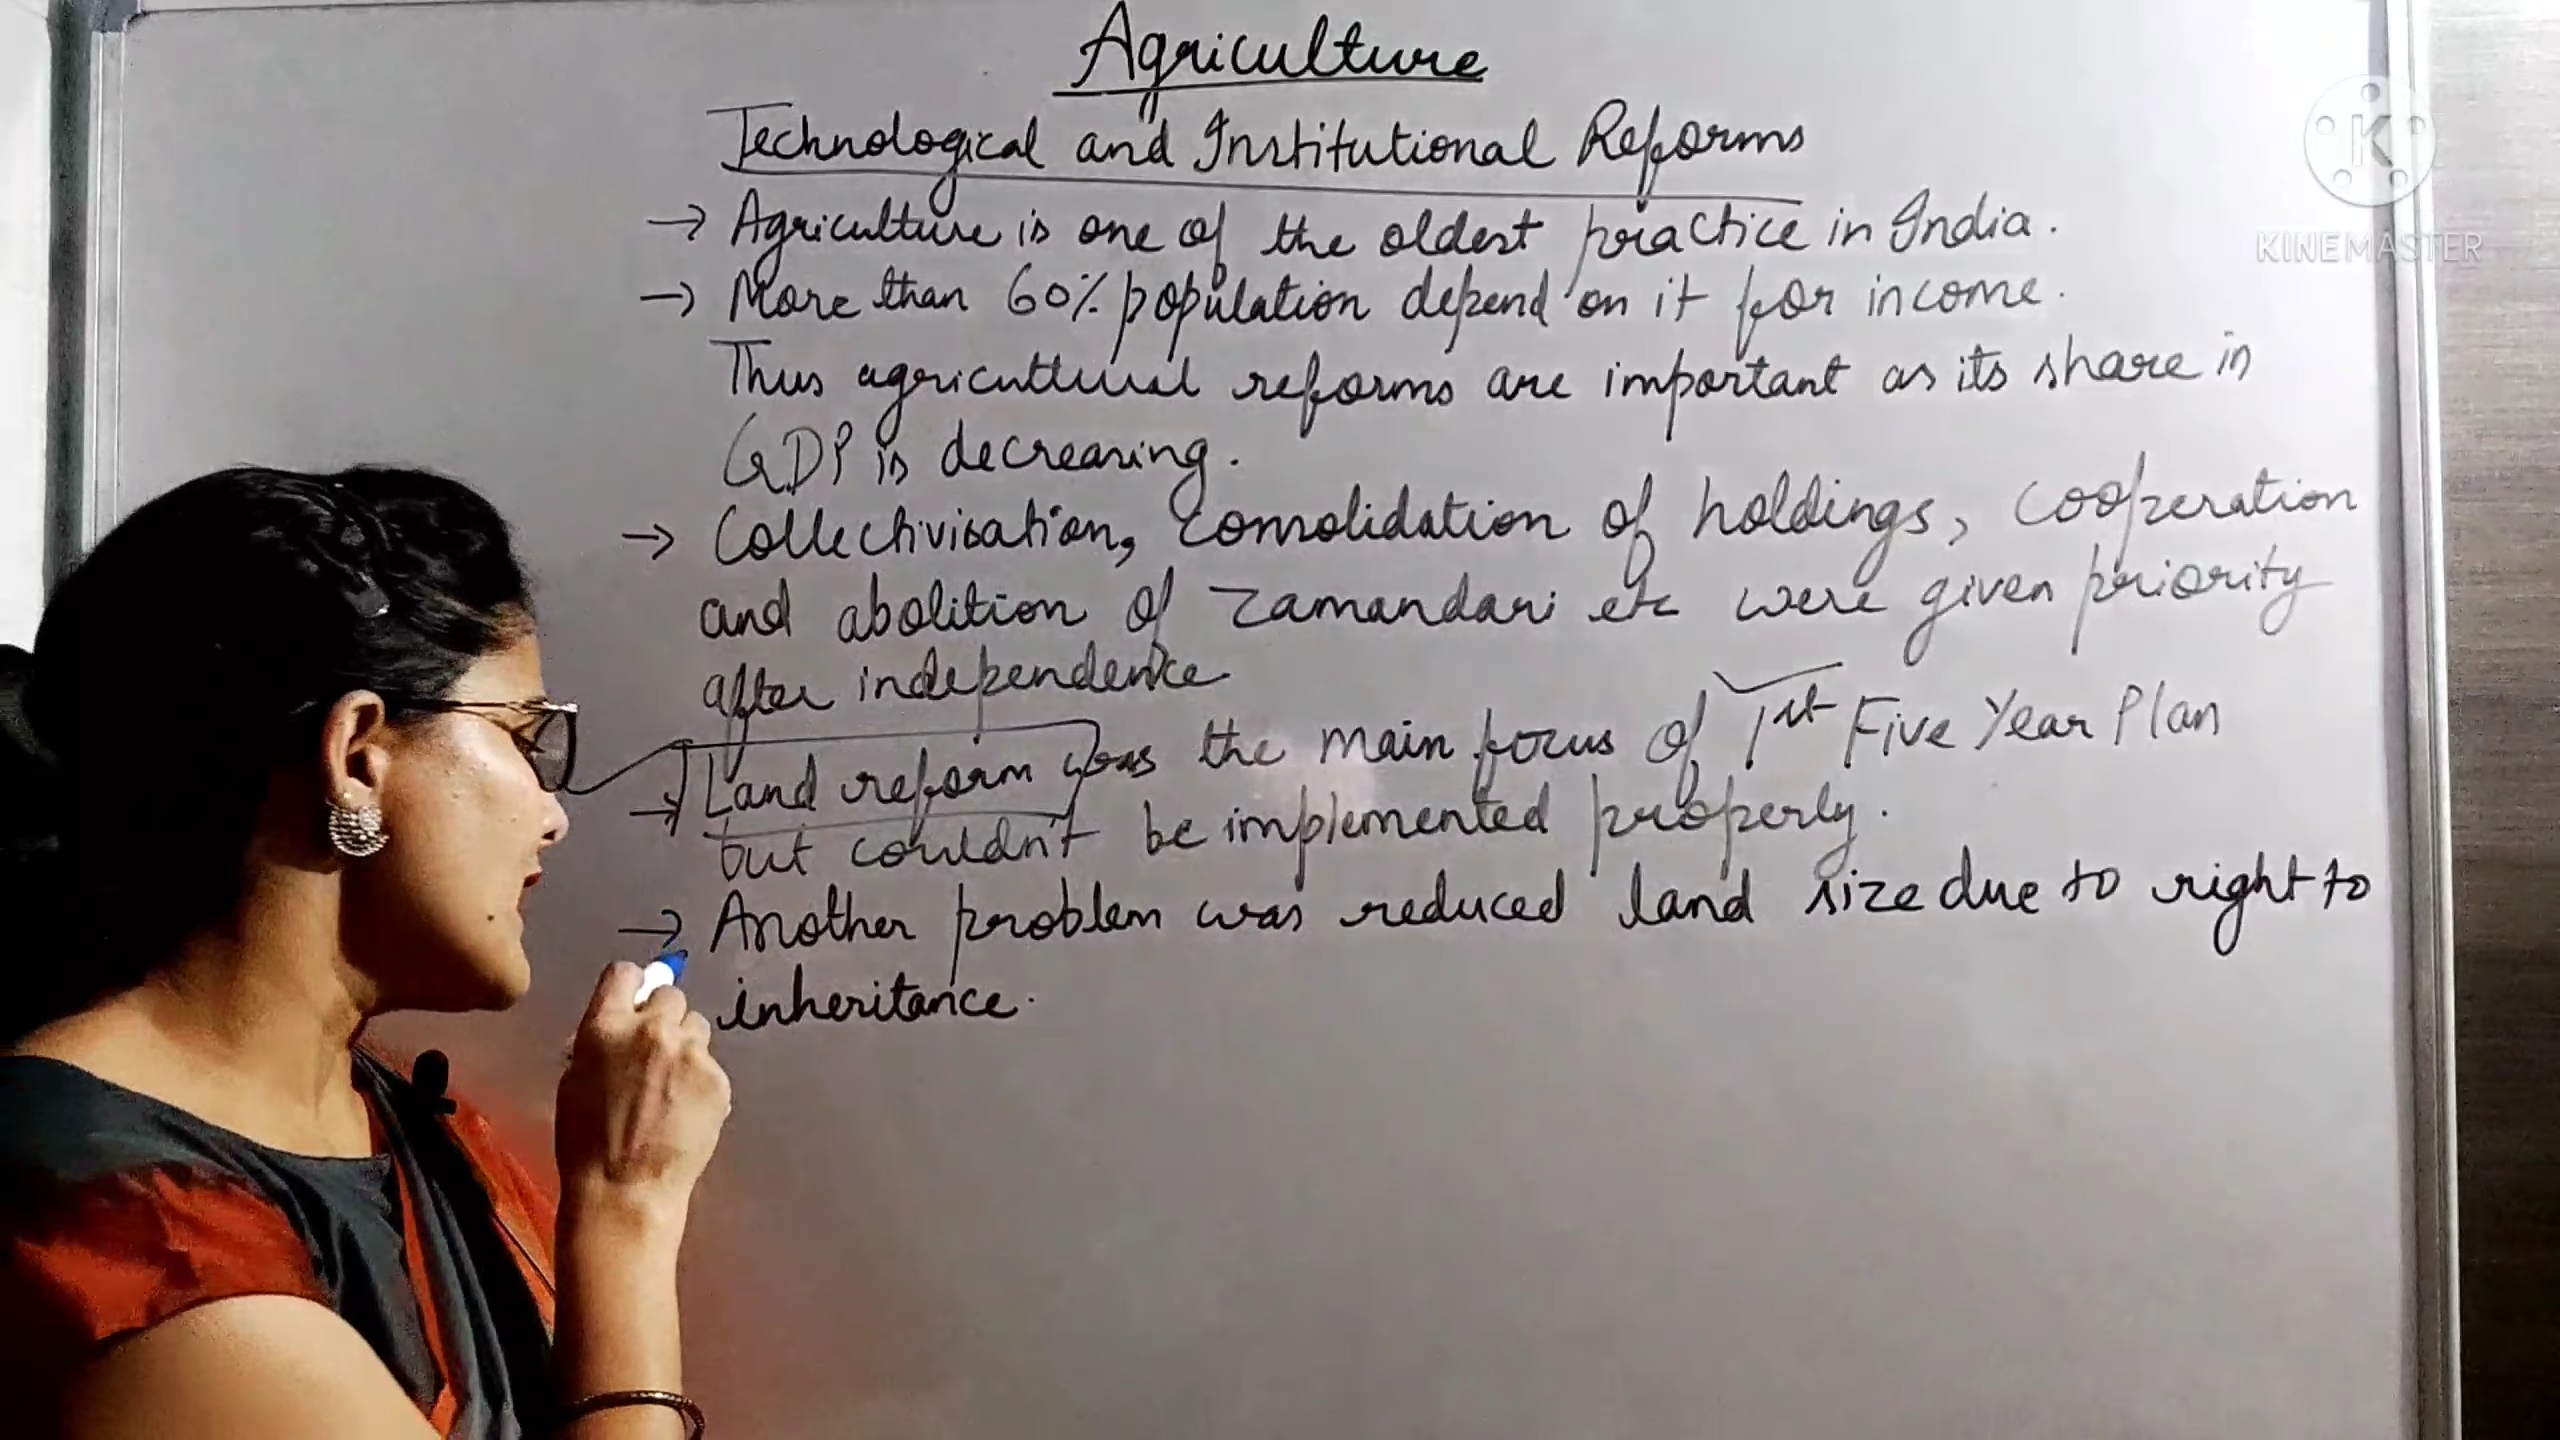 Agriculture
Technological and Institutional Reforms
→ Agriculture is one of the oldest practice in India.
→ More than 60% population depend on it for income.
Thus agricultural reforms are important as its share in
GDP is decreasing.
→ Collectivisation, consolidation of holdings, cooperation
and abolition of zamandari etc were given priority
after independence
→ Land reform was the main focus of 1st Five Year Plan
but couldn't be implemented properly.
→ Another problem was reduced land size due to right to
inheritance.
K
KINEMASTER